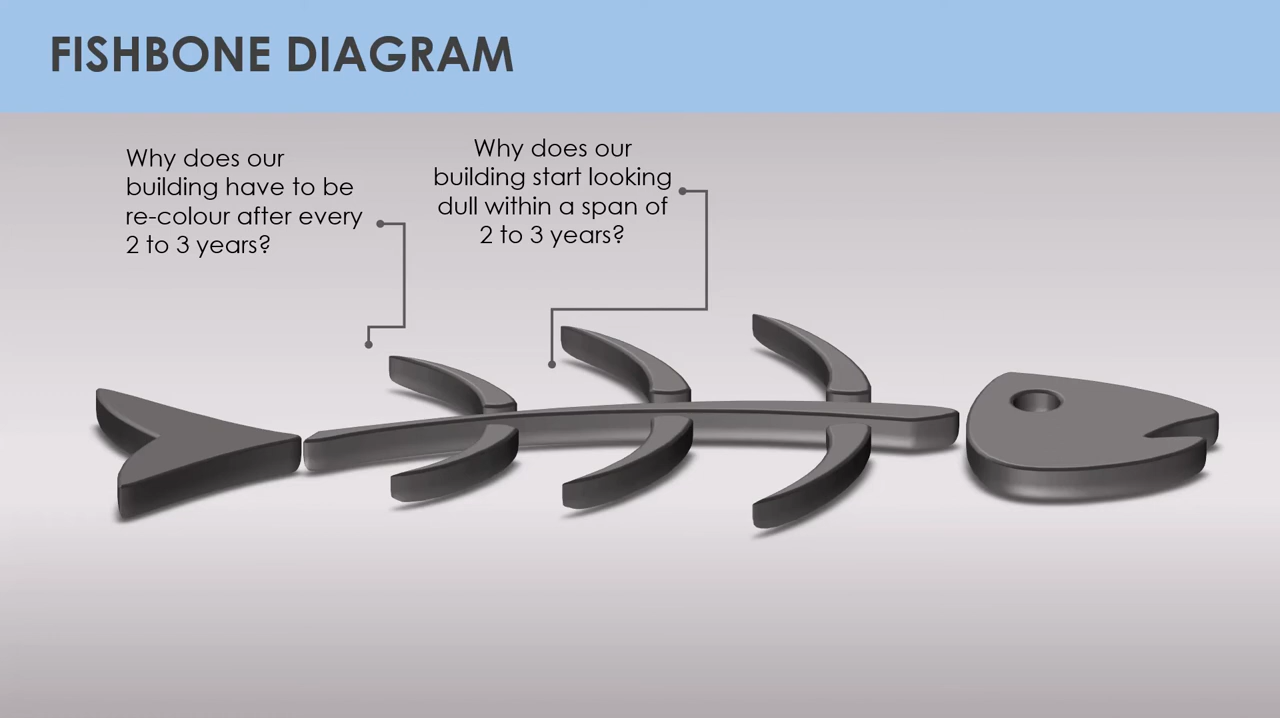 FISHBONE DIAGRAM
Why does our
building have to be
re-colour after every
2 to 3 years?
Why does our
building start looking
dull within a span of
2 to 3 years?